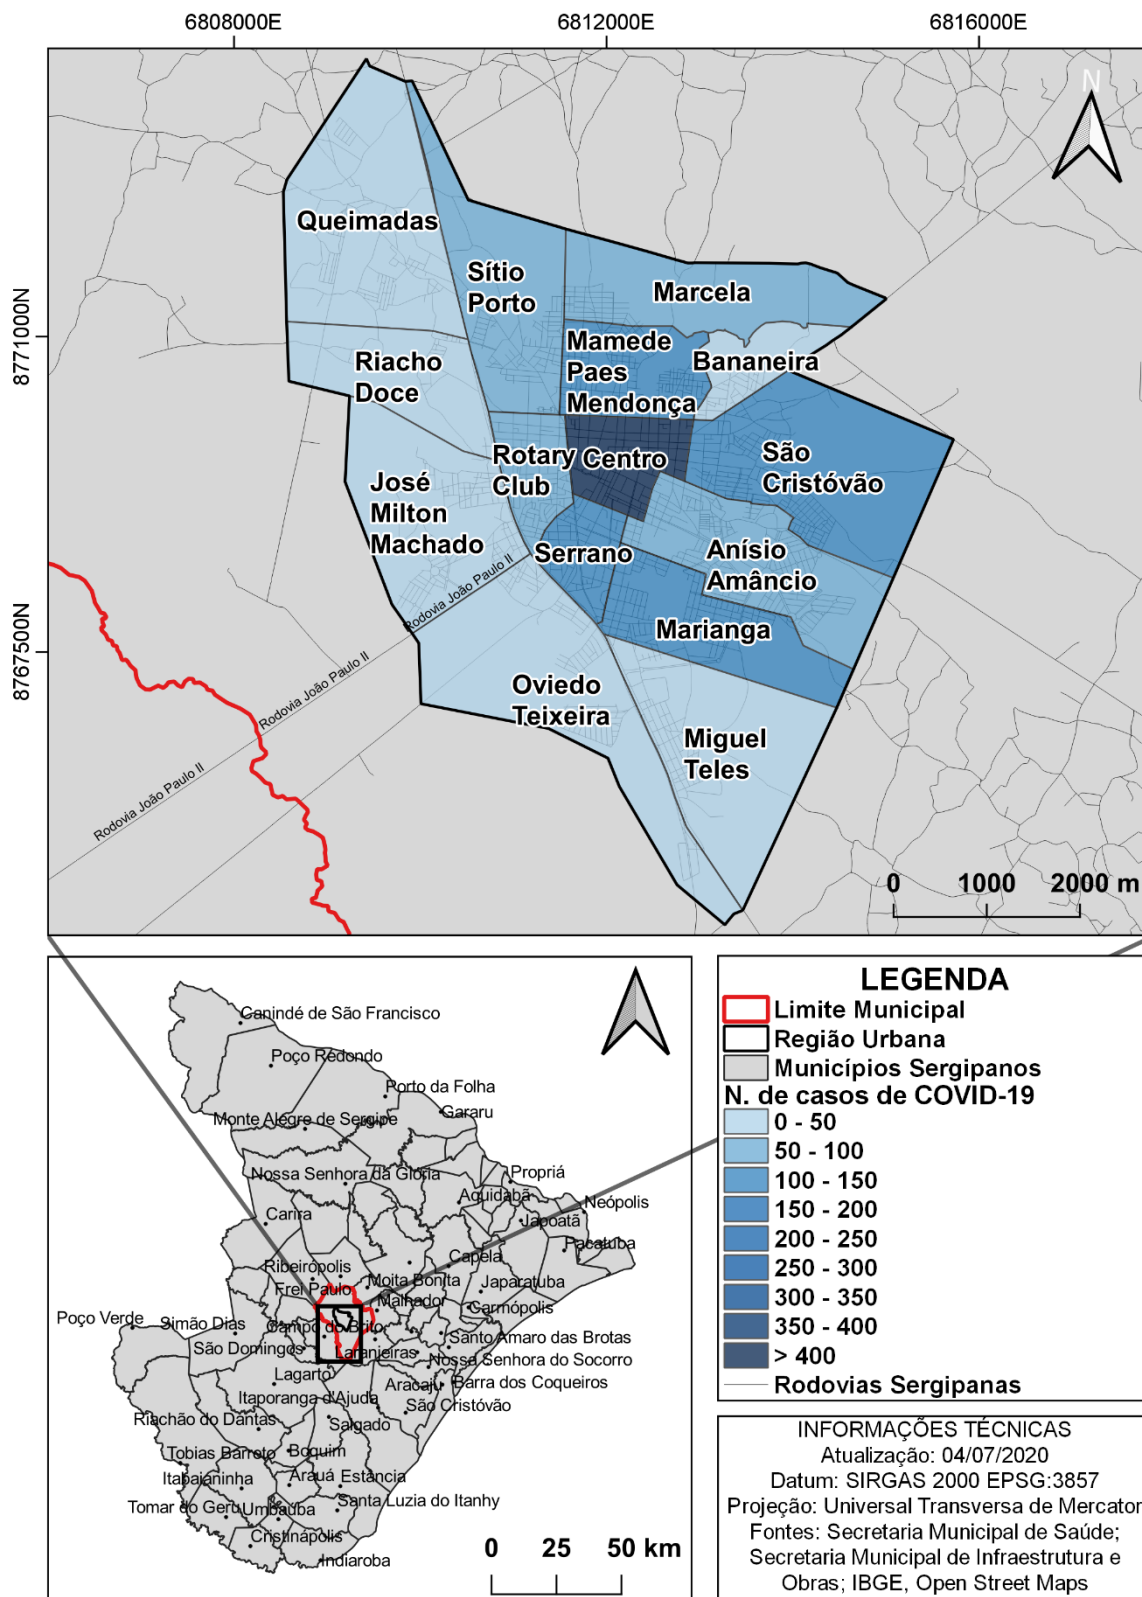 6808000E
6812000E
6816000E
8771000N
8767500N
N
Queimadas
Sítio
Porto
Marcela
Mamede
Paes
Mendonça
Bananeira
Riacho
Doce
Rotary
Club
Centro
São
Cristóvão
José
Milton
Machado
Serrano
Anísio
Amâncio
Marianga
Rodovia João Paulo II
Rodovia João Paulo II
Rodovia João Paulo II
Oviedo
Teixeira
Miguel
Teles
0 1000 2000 m
Canindé de São Francisco
Poço Redondo
Porto da Folha
Gararu
Monte Alegre de Sergipe
Nossa Senhora da Glória
Propriá
Aquidabã
Neópolis
Japoatã
Carira
Pacatuba
Capela
Ribeirópolis
Frei Paulo
Moita Bonita
Japaratuba
Malhador
Carmópolis
Poço Verde
Simão Dias
Campo do Brito
Santo Amaro das Brotas
São Domingos
Laranjeiras
Nossa Senhora do Socorro
Lagarto
Aracaju
Barra dos Coqueiros
Itaporanga d'Ajuda
São Cristóvão
Riachão do Dantas
Salgado
Tobias Barreto
Boquim
Itabaianinha
Arauá
Estância
Tomar do Geru
Umbaúba
Santa Luzia do Itanhy
Cristinápolis
Indiaroba
0 25 50 km
LEGENDA
Limite Municipal
Região Urbana
Municípios Sergipanos
N. de casos de COVID-19
0 - 50
50 - 100
100 - 150
150 - 200
200 - 250
250 - 300
300 - 350
350 - 400
> 400
Rodovias Sergipanas
INFORMAÇÕES TÉCNICAS
Atualização: 04/07/2020
Datum: SIRGAS 2000 EPSG:3857
Projeção: Universal Transversa de Mercator
Fontes: Secretaria Municipal de Saúde;
Secretaria Municipal de Infraestrutura e
Obras; IBGE, Open Street Maps